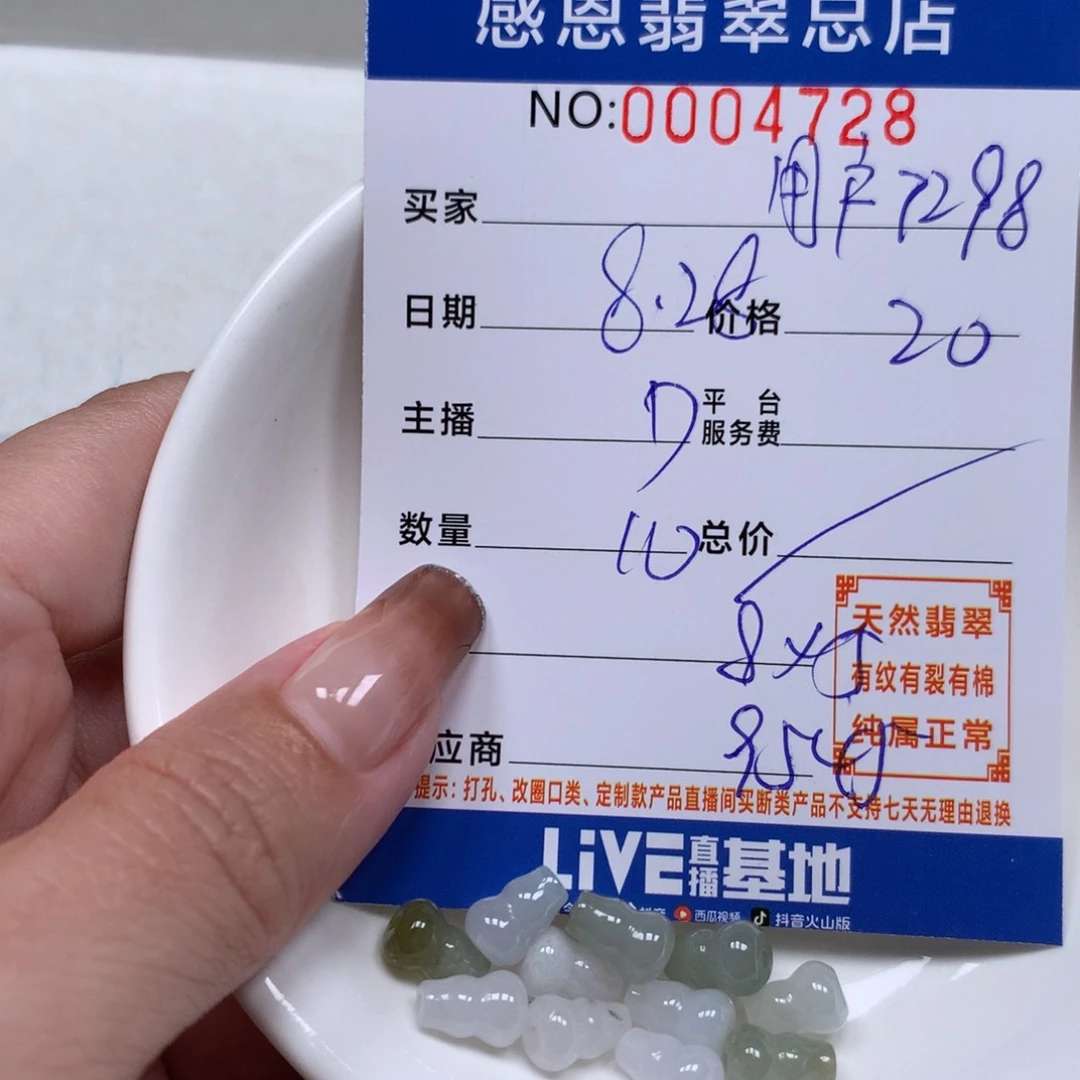 感恩翡翠总店
NO:0004728
买家 用户7298
日期 8.28 价格 20
主播 平台服务费
数量 10 总价
天然翡翠
有纹有裂有棉
纯属正常
应商
提示：打孔、改圈口类、定制款产品直播间买断类产品不支持七天无理由退换
LiVE直播基地
西瓜视频 抖音火山版